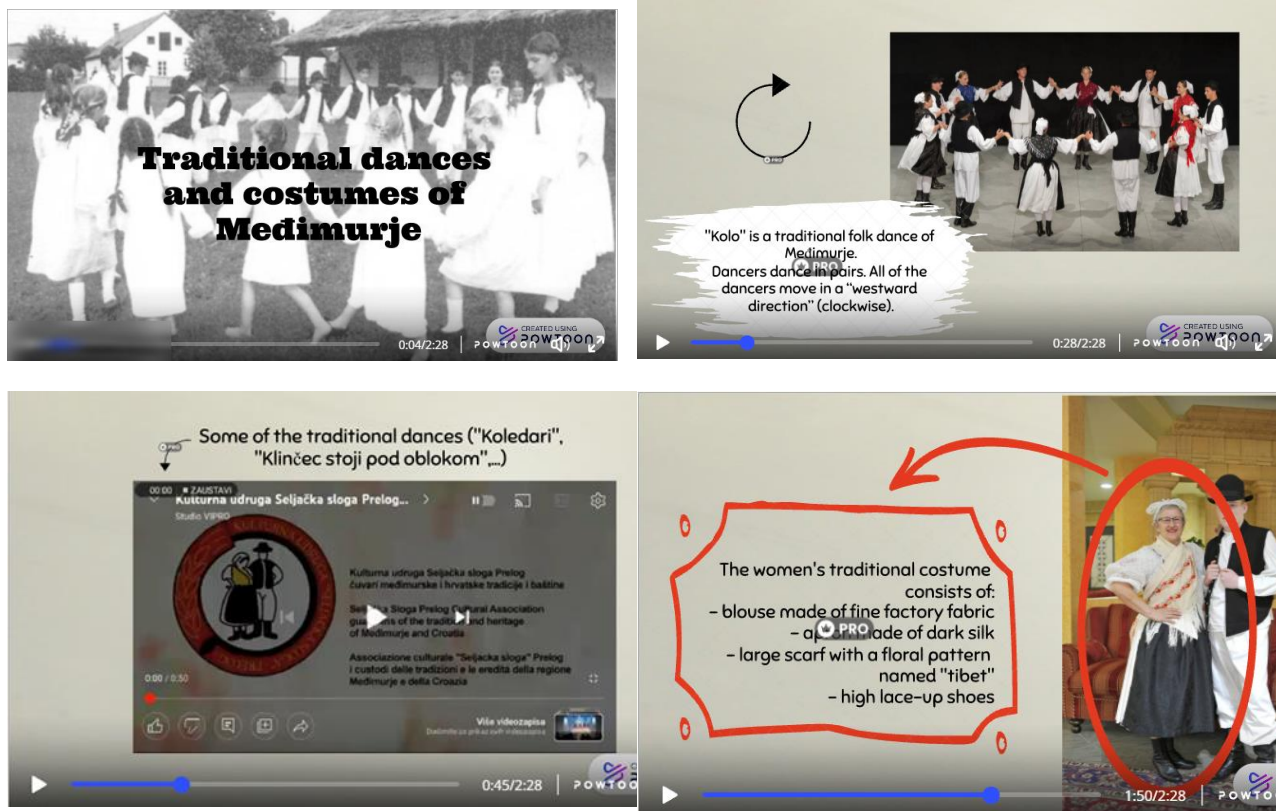 Traditional dances
and costumes of
Međimurje
CREATED USING
POWTOON
0:04/2:28
PRO
"Kolo" is a traditional folk dance of
Međimurje.
PRO
Dancers dance in pairs. All of the
dancers move in a "westward
direction" (clockwise).
CREATED USING
POWTOON
0:28/2:28
POWTOON
Some of the traditional dances ("Koledari",
PRO
"Klinčec stoji pod oblokom",...)
00:00 ZAUSTAVI
Kulturna udruga Seljačka sloga Prelog...
Studio VIPRO
Kulturna udruga Seljačka sloga Prelog
čuvari međimurske i hrvatske tradicije i baštine
Seljačka Sloga Prelog Cultural Association
of the tradition and heritage
of Međimurje and Croatia
Associazione culturale "Seljacka sloga" Prelog
i custodi delle tradizioni e le eredità della regione
Međimurje e della Croazia
0:00 / 0:50
Više videozapisa
0:45/2:28
The women's traditional costume
consists of:
– blouse made of fine factory fabric
PRO
– made of dark silk
– large scarf with a floral pattern
named "tibet"
– high lace-up shoes
1:50/2:28